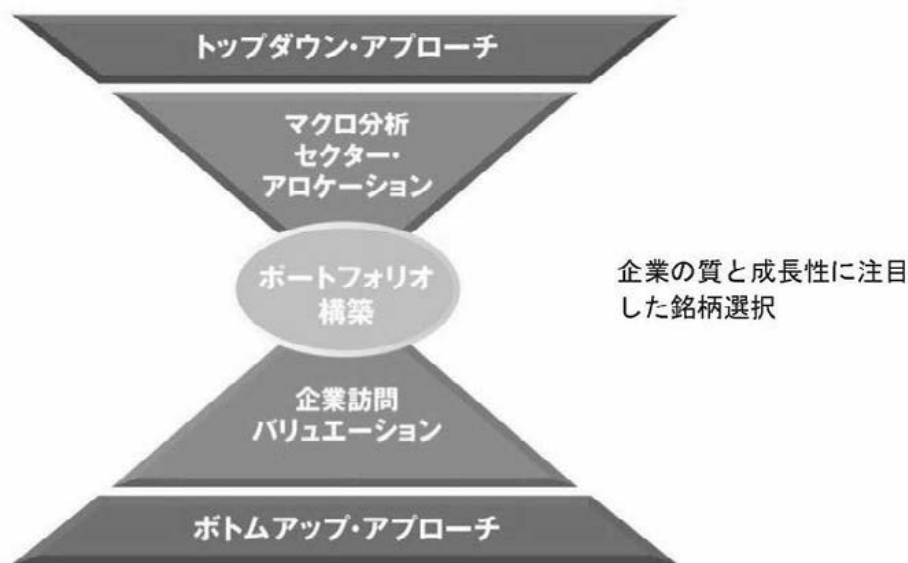 トップダウン・アプローチ
マクロ分析
セクター・
アロケーション
ポートフォリオ
構築
企業の質と成長性に注目
した銘柄選択
企業訪問
バリュエーション
ボトムアップ・アプローチ